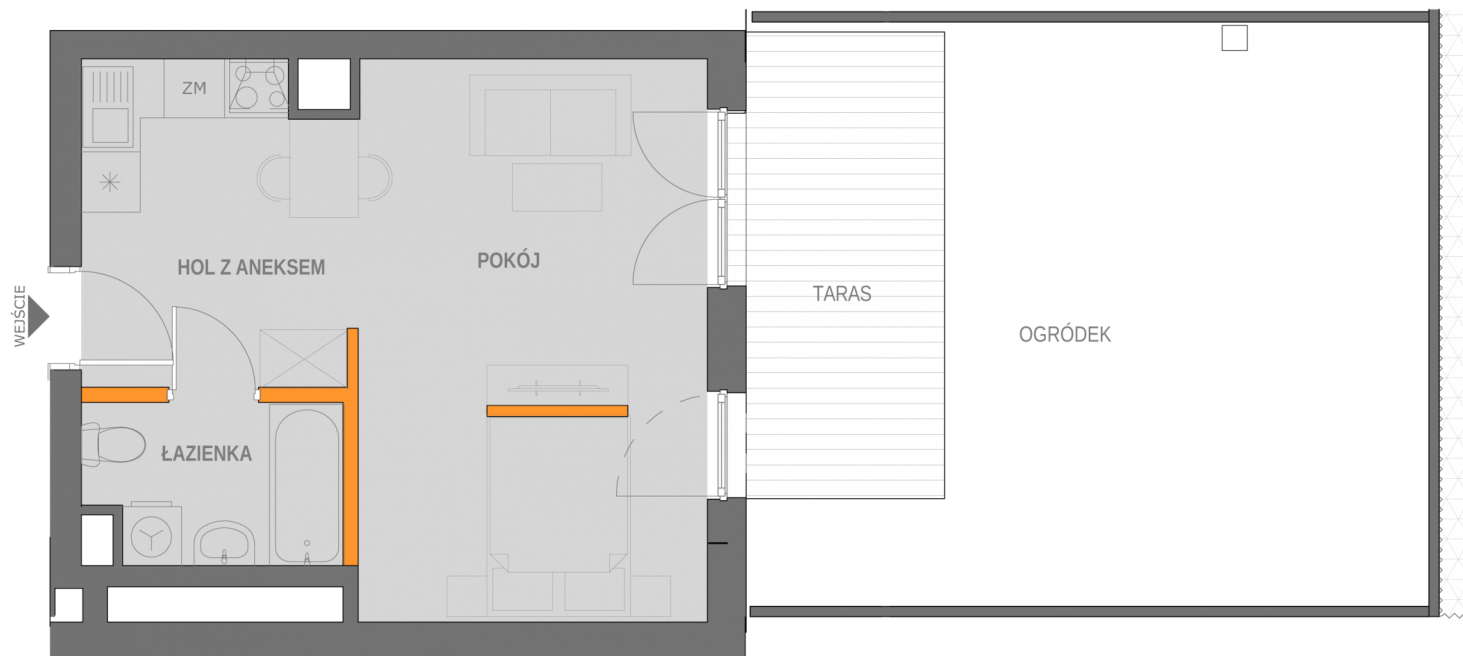 ZM
HOL Z ANEKSEM
POKÓJ
WEJŚCIE
TARAS
OGRÓDEK
ŁAZIENKA